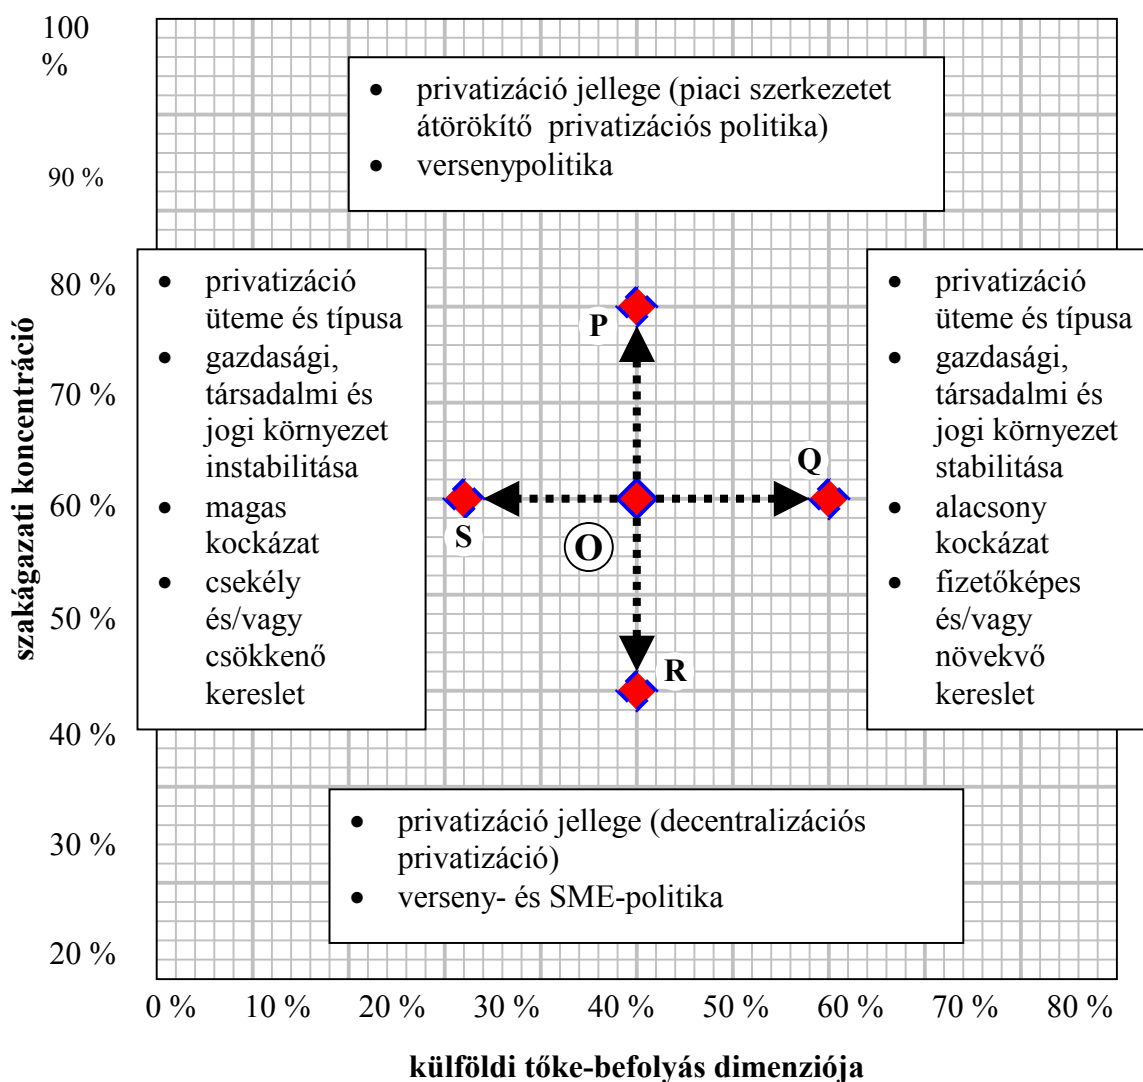 100
%
90 %
80 %
70 %
60 %
50 %
40 %
30 %
20 %
szakágazati koncentráció
• privatizáció jellege (piaci szerkezetet
átörökítő privatizációs politika)
• versenypolitika
• privatizáció
üteme és típusa
• gazdasági,
társadalmi és
jogi környezet
instabilitása
• magas
kockázat
• csekély
és/vagy
csökkenő
kereslet
P
Q
S
O
R
• privatizáció
üteme és típusa
• gazdasági,
társadalmi és
jogi környezet
stabilitása
• alacsony
kockázat
• fizetőképes
és/vagy
növekvő
kereslet
• privatizáció jellege (decentralizációs
privatizáció)
• verseny- és SME-politika
0 % 10 % 20 % 30 % 40 % 50 % 60 % 70 % 80 %
külföldi tőke-befolyás dimenziója